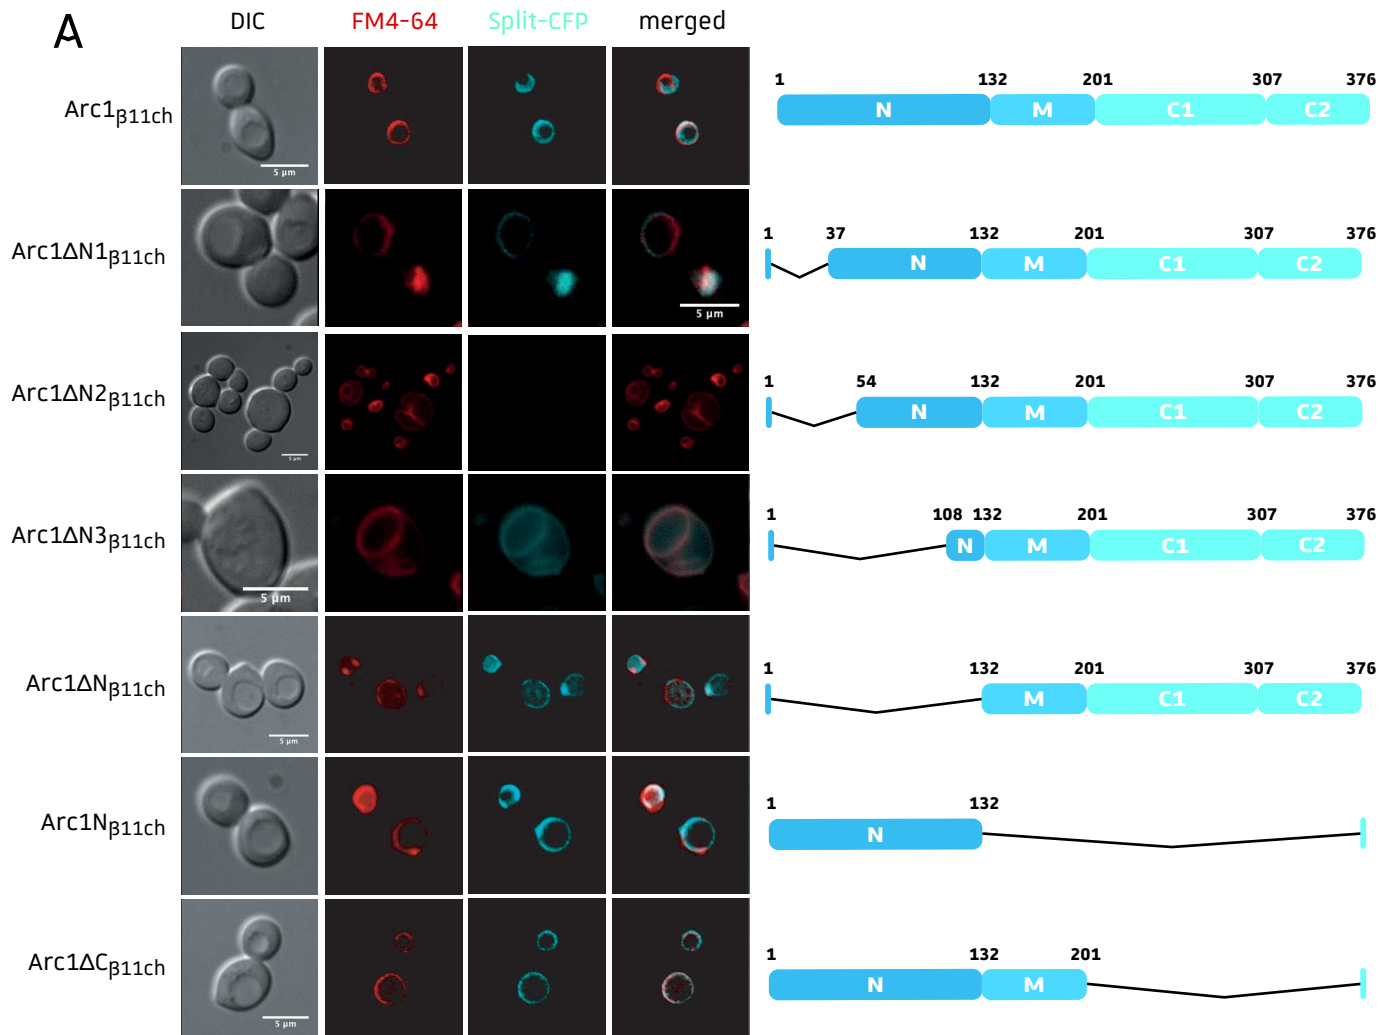 A
DIC FM4-64 Split-CFP merged
Arc1β11ch
5 µm
1 132 201 307 376
N M C1 C2
Arc1ΔN1β11ch
5 µm
1 37 132 201 307 376
N M C1 C2
Arc1ΔN2β11ch
5 µm
1 54 132 201 307 376
N M C1 C2
Arc1ΔN3β11ch
5 µm
1 108 132 201 307 376
N M C1 C2
Arc1ΔNβ11ch
5 µm
1 132 201 307 376
M C1 C2
Arc1Nβ11ch
1 132
N
Arc1ΔCβ11ch
5 µm
1 132 201
N M